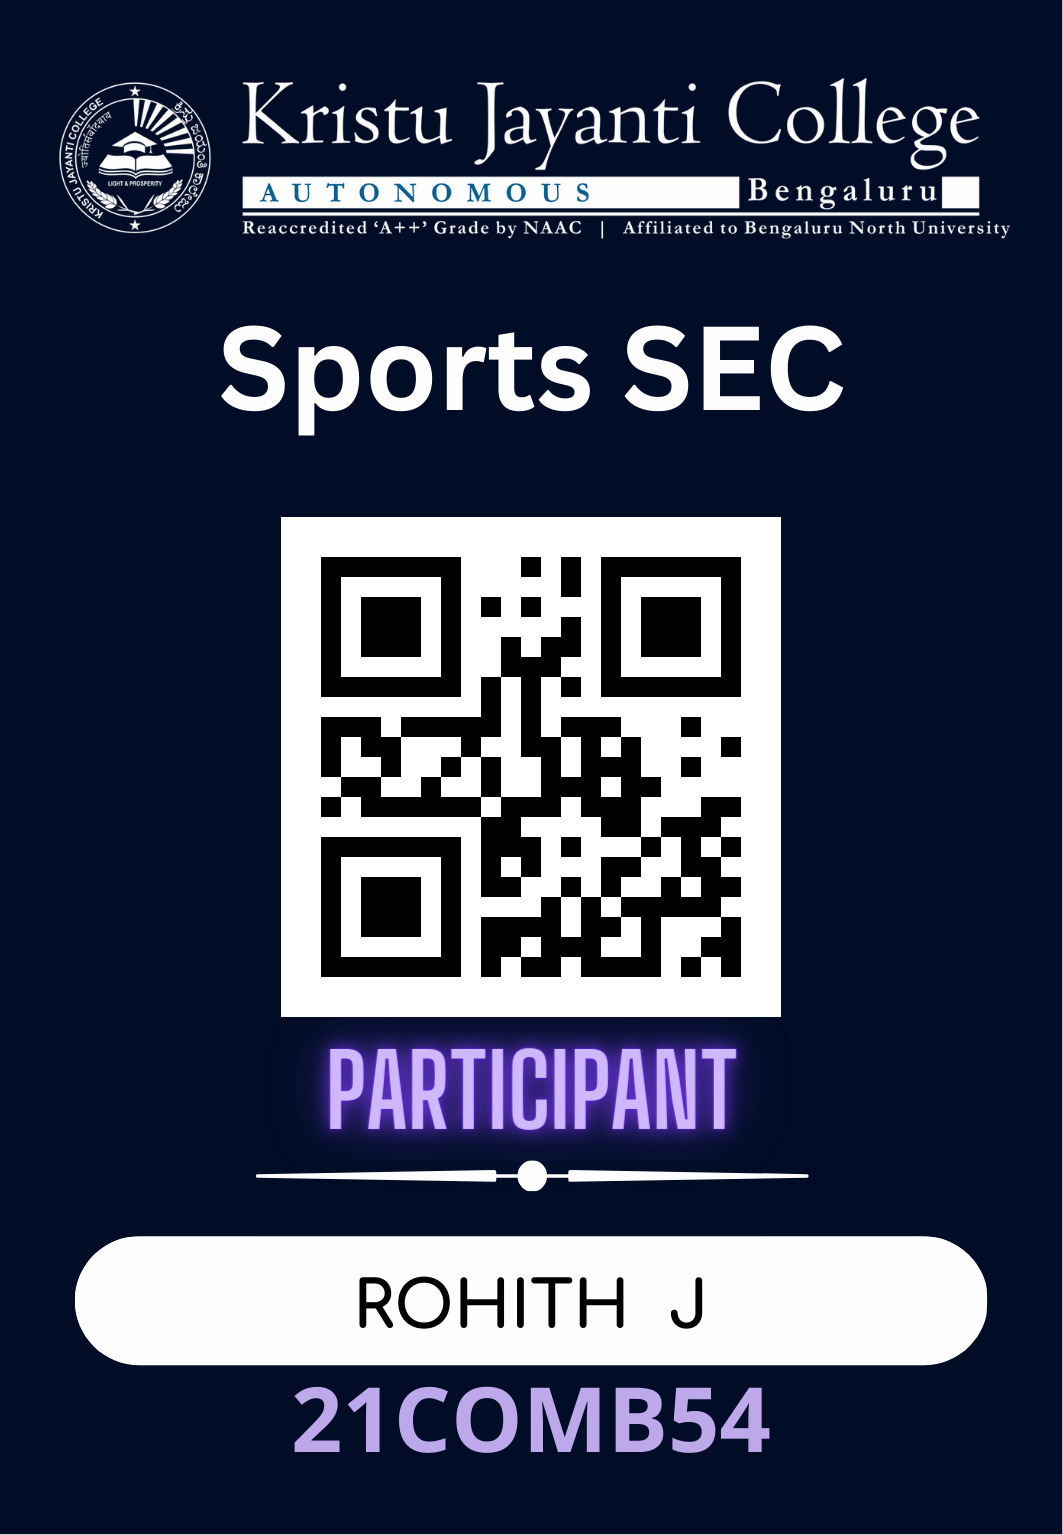 KRISTU JAYANTI COLLEGE
ಕ್ರಿಸ್ತು ಜಯಂತಿ ಕಾಲೇಜು
LIGHT & PROSPERITY
Kristu Jayanti College
AUTONOMOUS Bengaluru
Reaccredited ‘A++’ Grade by NAAC | Affiliated to Bengaluru North University
Sports SEC
PARTICIPANT
ROHITH J
21COMB54